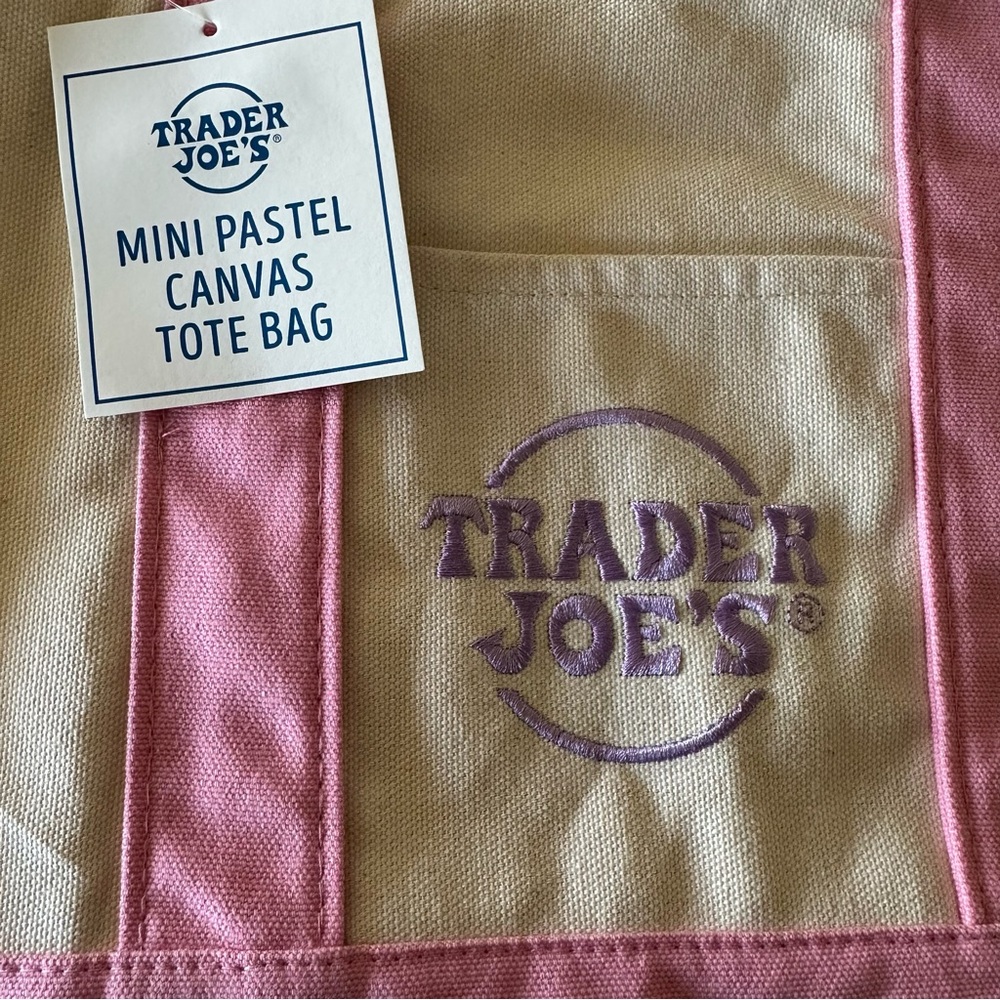 TRADER
JOE'S®
MINI PASTEL
CANVAS
TOTE BAG
TRADER
JOE'S®